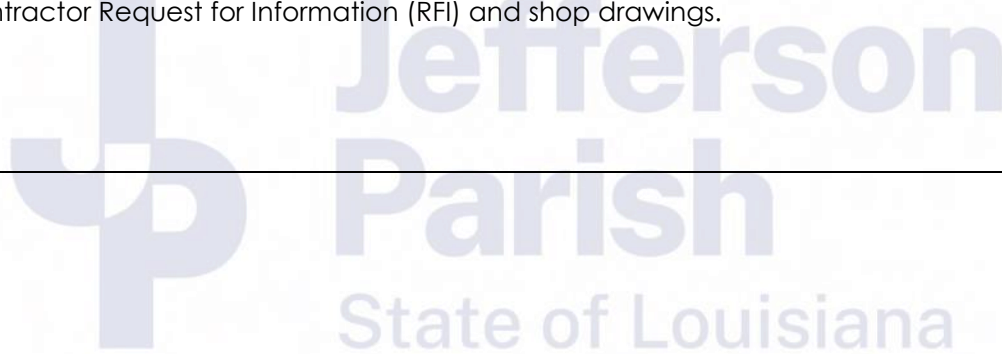 ntractor Request for Information (RFI) and shop drawings.
Jefferson
Parish
State of Louisiana